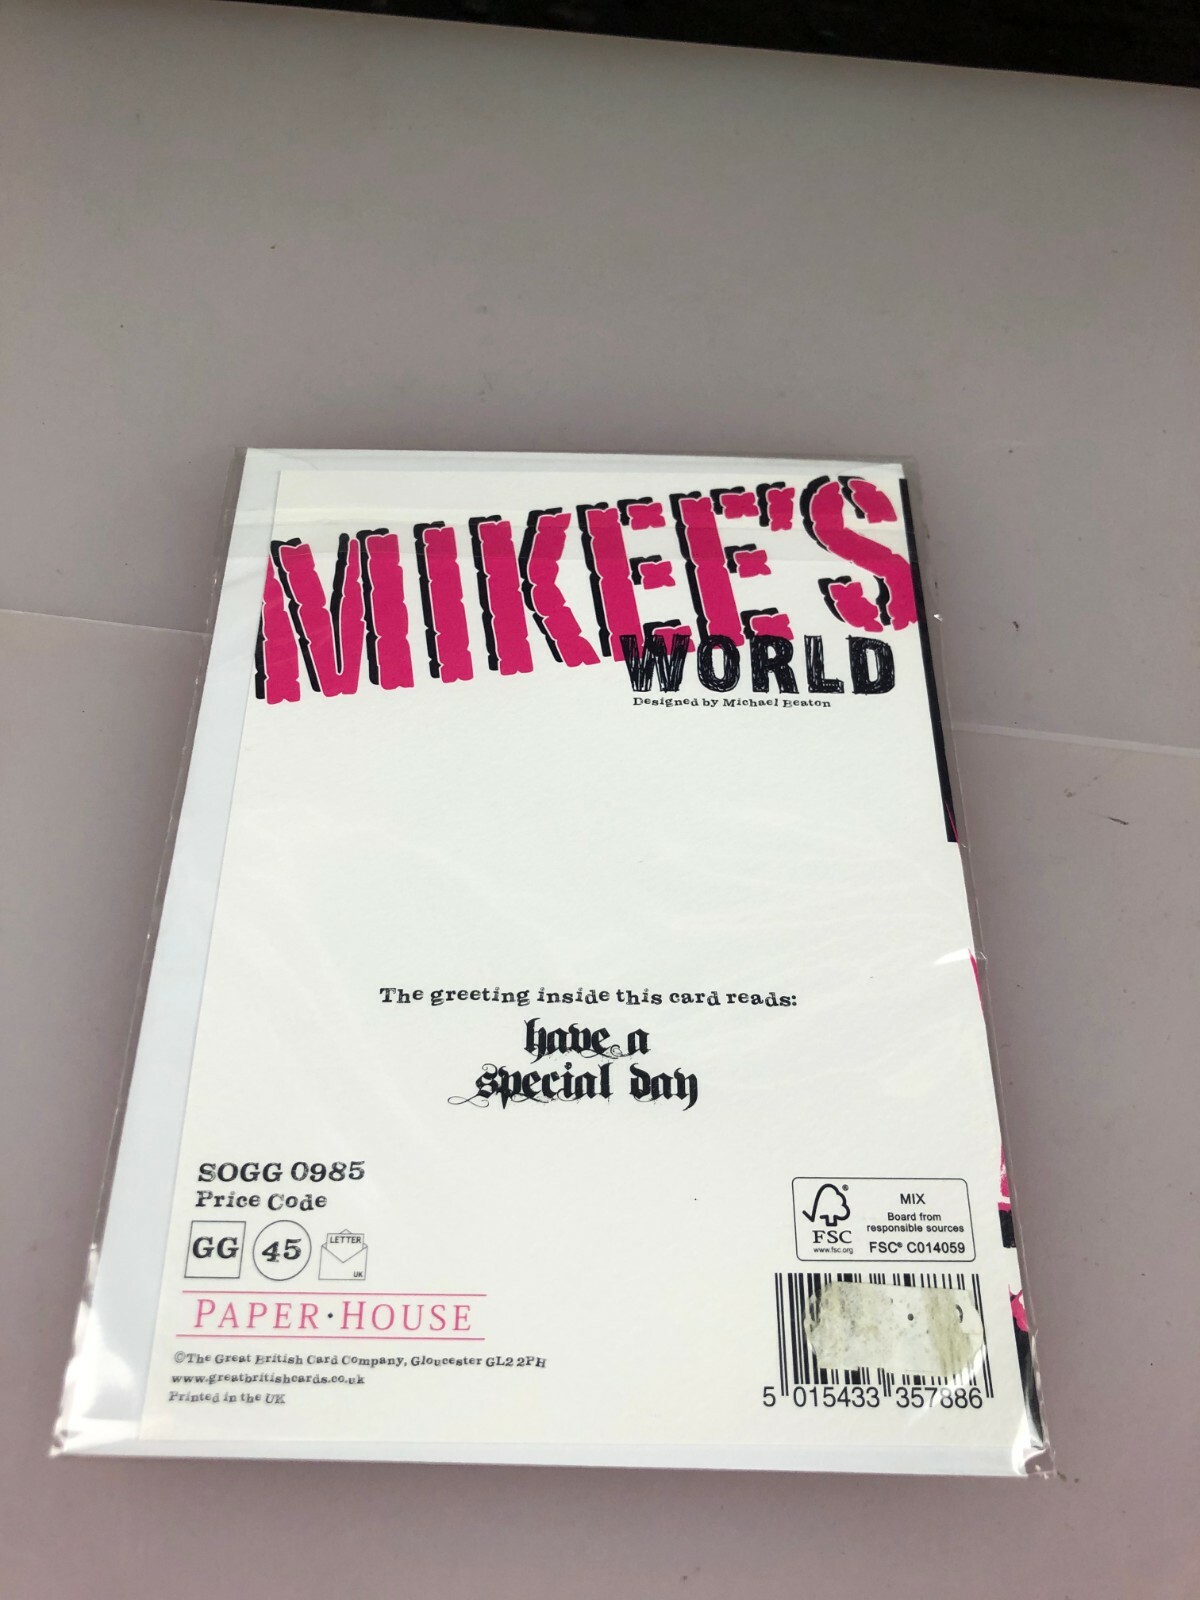 MIKEE'S
WORLD
Designed by Michael Beaton
The greeting inside this card reads:
have a
special day
SOGG 0985
Price Code
GG 45 LETTER
UK
PAPER·HOUSE
©The Great British Card Company, Gloucester GL2 2PH
www.greatbritishcards.co.uk
Printed in the UK
FSC®
www.fsc.org
MIX
Board from
responsible sources
FSC® C014059
5 015433 357886